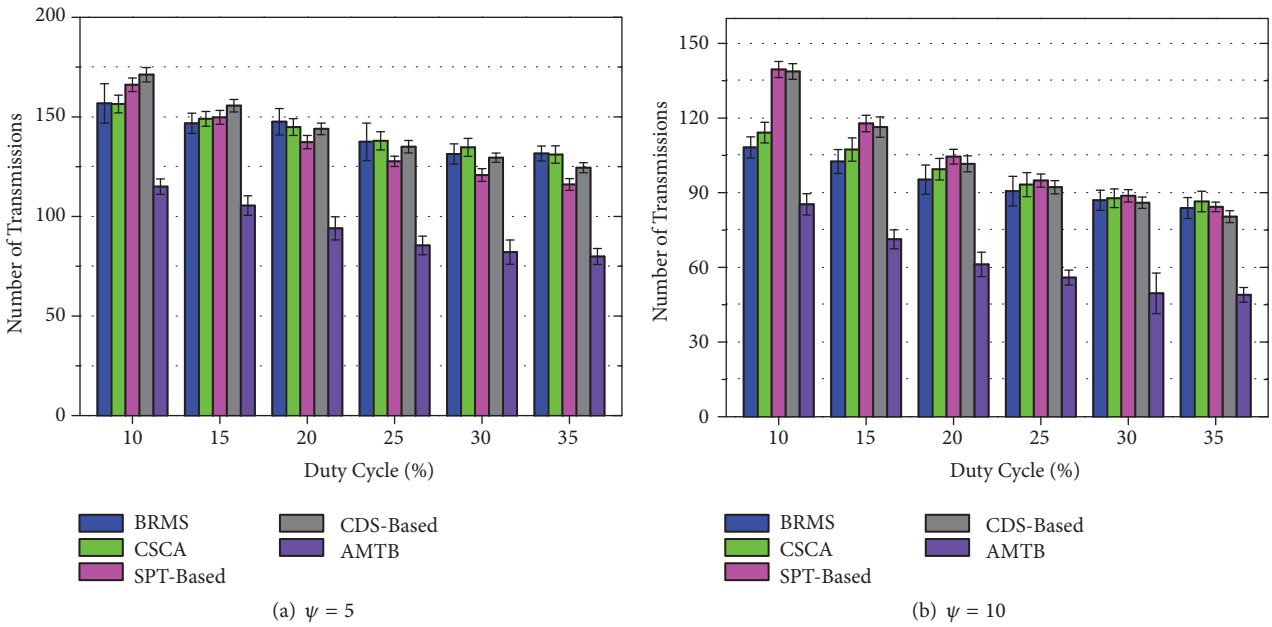 200
150
100
50
0
Number of Transmissions
10 15 20 25 30 35
Duty Cycle (%)
BRMS
CSCA
SPT-Based
CDS-Based
AMTB
(a) ψ = 5
150
120
90
60
30
0
Number of Transmissions
10 15 20 25 30 35
Duty Cycle (%)
BRMS
CSCA
SPT-Based
CDS-Based
AMTB
(b) ψ = 10